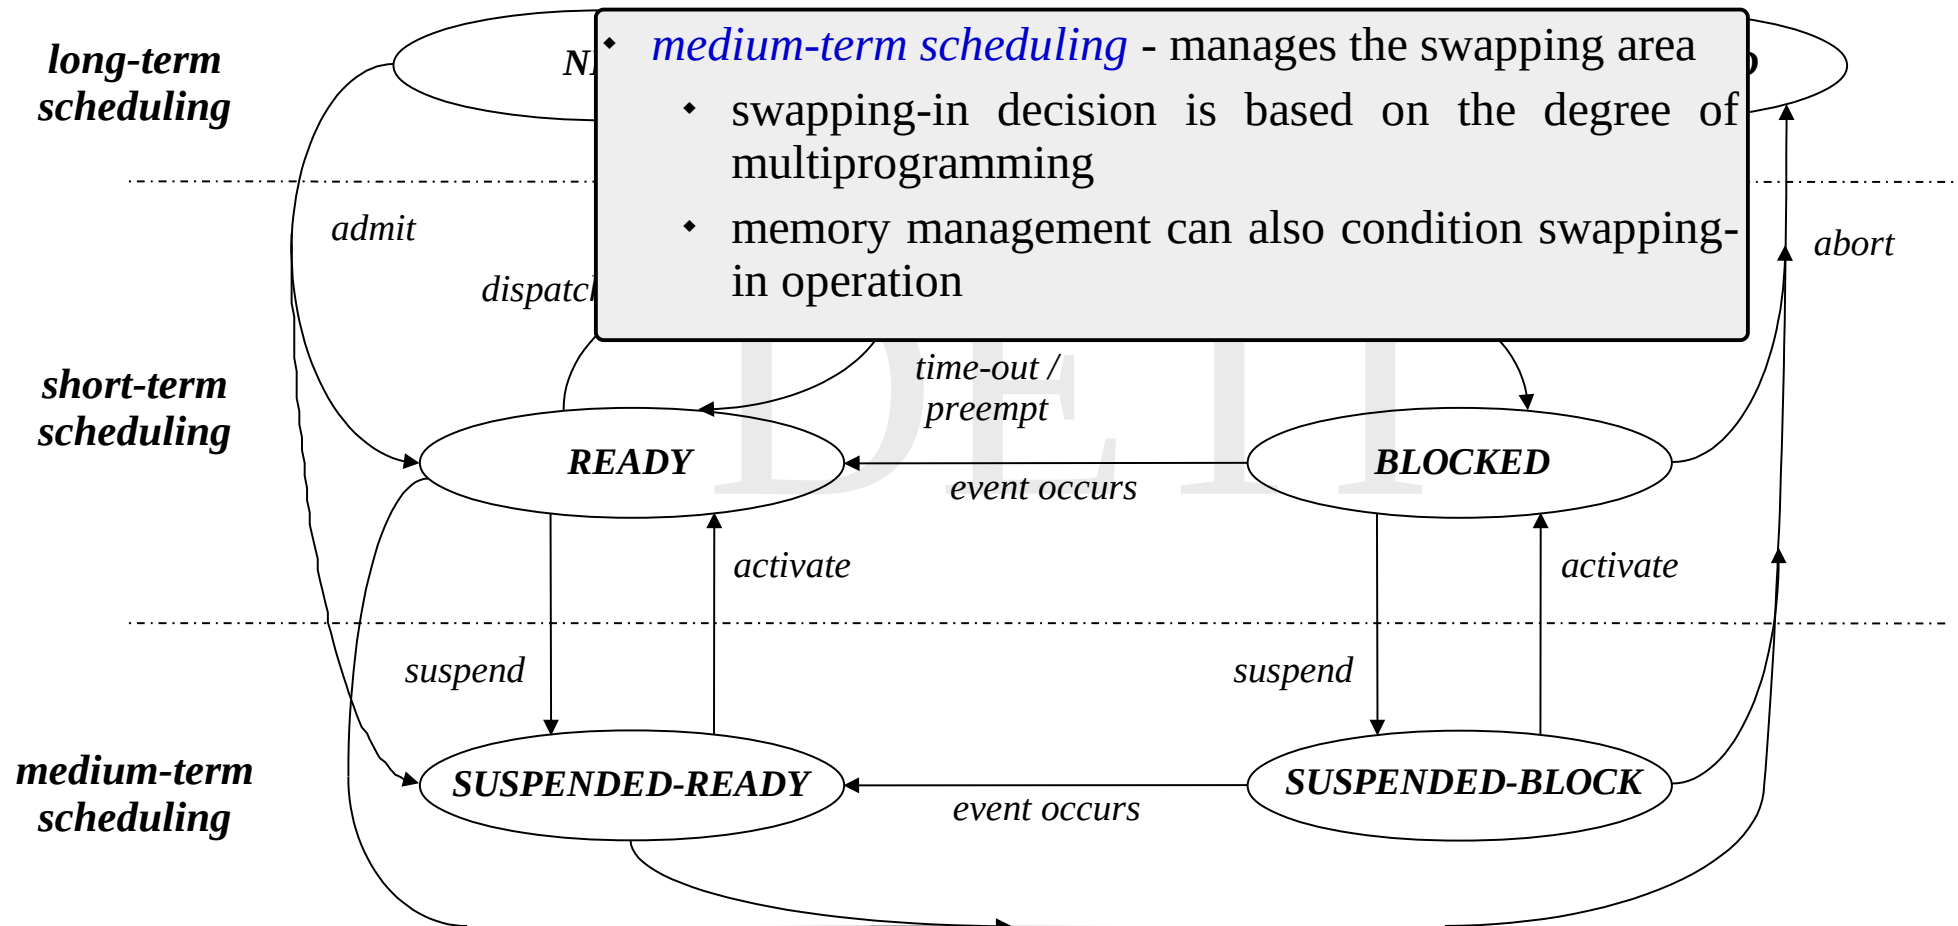 long-term
scheduling
• medium-term scheduling - manages the swapping area
• swapping-in decision is based on the degree of
multiprogramming
• memory management can also condition swapping-
in operation
admit
abort
time-out /
preempt
short-term
scheduling
READY
BLOCKED
event occurs
activate
activate
suspend
suspend
medium-term
scheduling
SUSPENDED-READY
SUSPENDED-BLOCK
event occurs
DETI